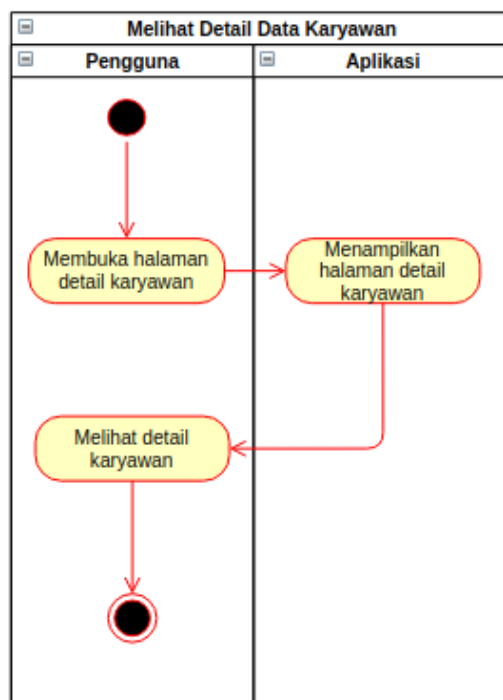 Melihat Detail Data Karyawan
Pengguna
Aplikasi
Membuka halaman
detail karyawan
Menampilkan
halaman detail
karyawan
Melihat detail
karyawan